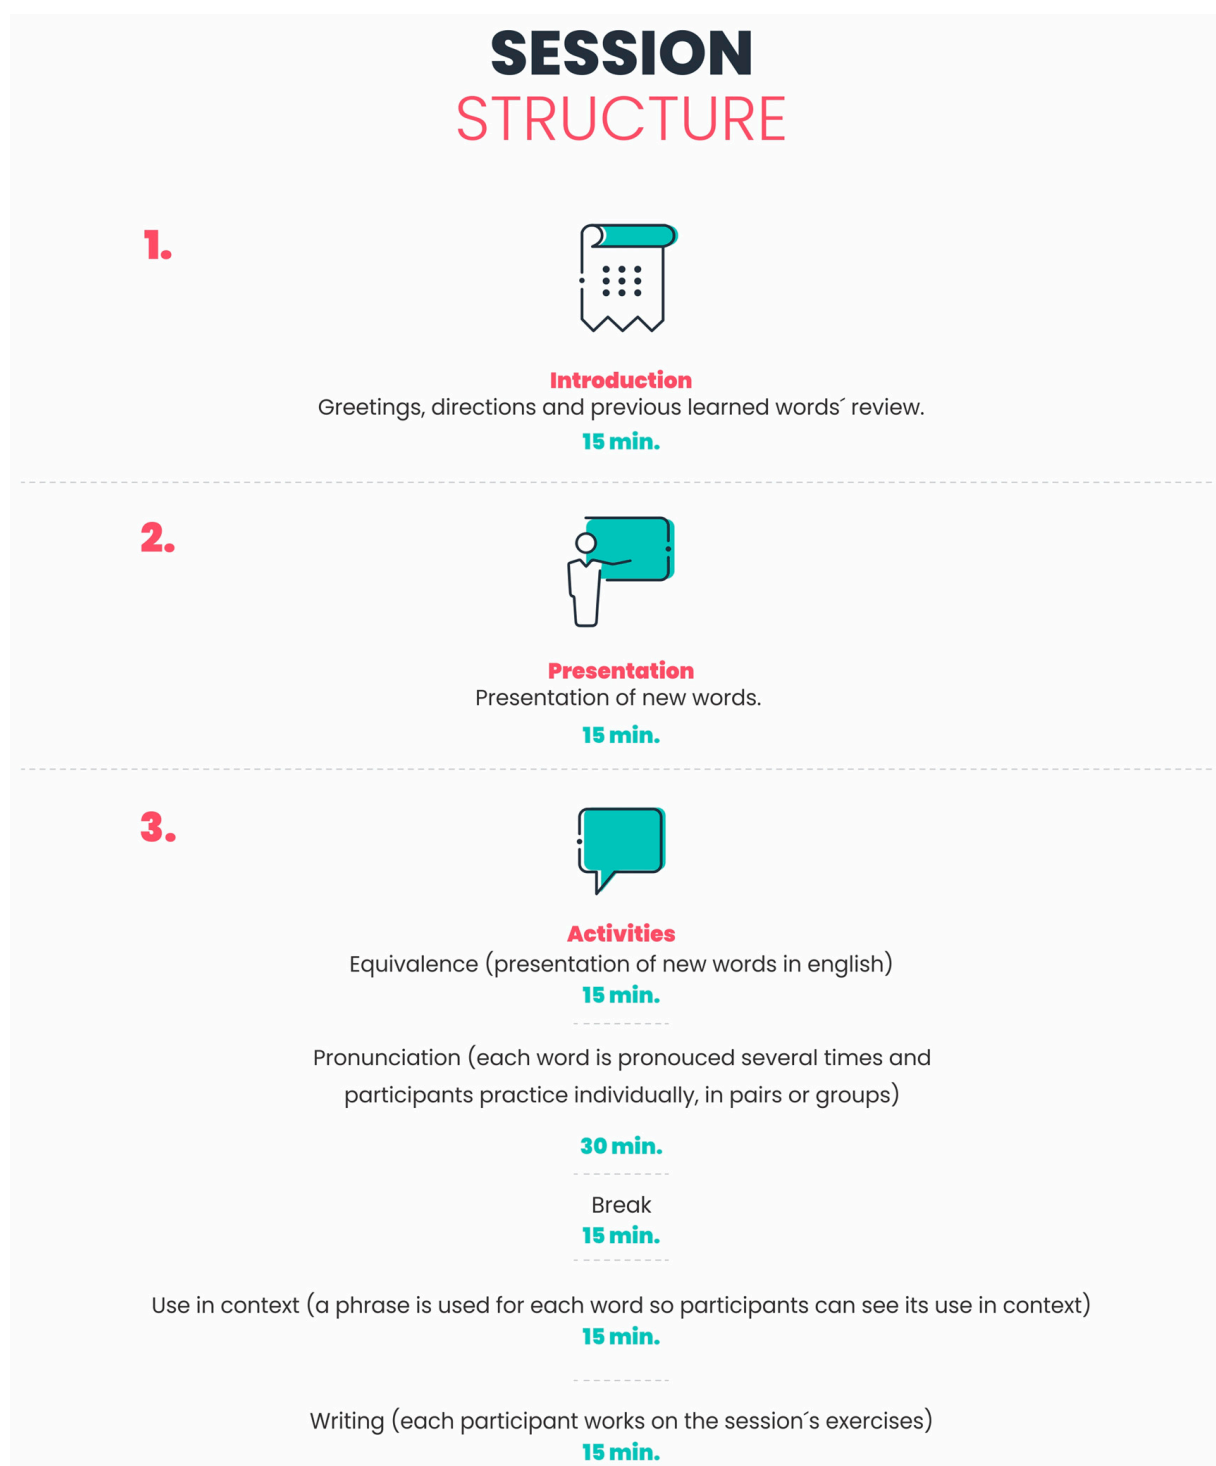 SESSION
STRUCTURE
1.
Introduction
Greetings, directions and previous learned words´ review.
15 min.
2.
Presentation
Presentation of new words.
15 min.
3.
Activities
Equivalence (presentation of new words in english)
15 min.
Pronunciation (each word is pronouced several times and
participants practice individually, in pairs or groups)
30 min.
Break
15 min.
Use in context (a phrase is used for each word so participants can see its use in context)
15 min.
Writing (each participant works on the session´s exercises)
15 min.